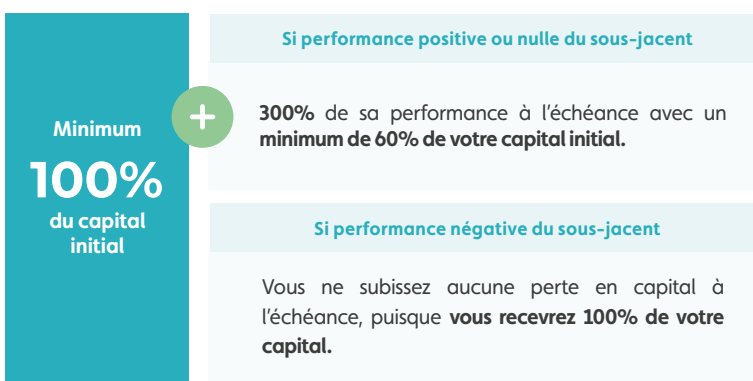 Minimum
100%
du capital
initial
+
Si performance positive ou nulle du sous-jacent
300% de sa performance à l’échéance avec un
minimum de 60% de votre capital initial.
Si performance négative du sous-jacent
Vous ne subissez aucune perte en capital à
l’échéance, puisque vous recevrez 100% de votre
capital.